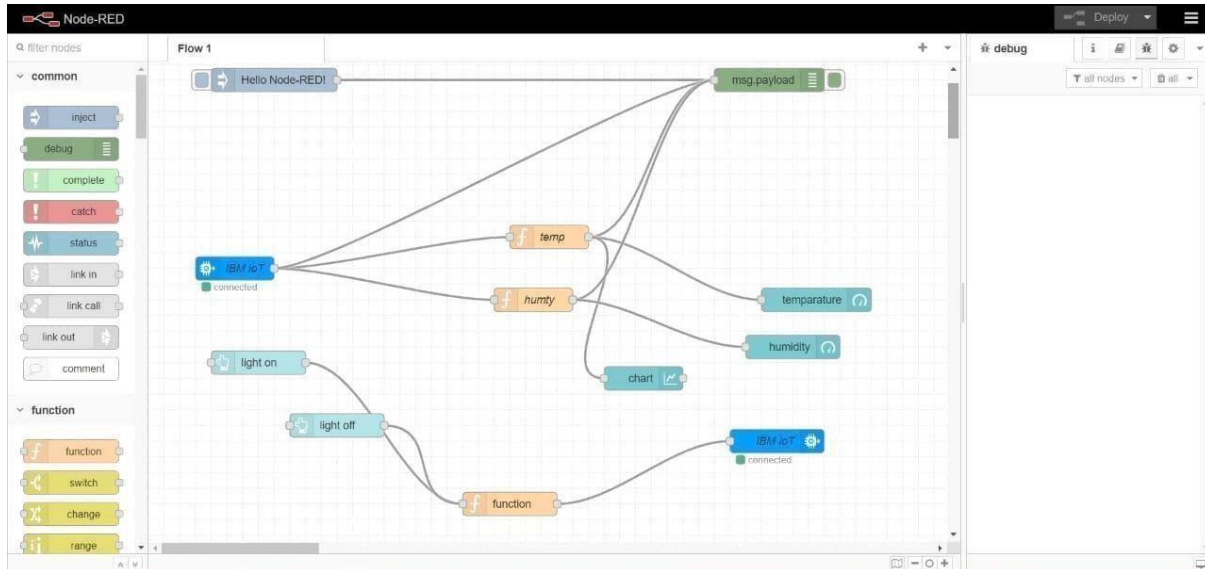 Node-RED
Deploy
filter nodes
Flow 1
debug
i
all nodes
all
common
inject
debug
complete
catch
status
link in
link call
link out
comment
function
function
switch
change
range
Hello Node-RED!
msg.payload
temp
IBM IoT
connected
humty
temparature
humidity
light on
chart
light off
IBM IoT
connected
function